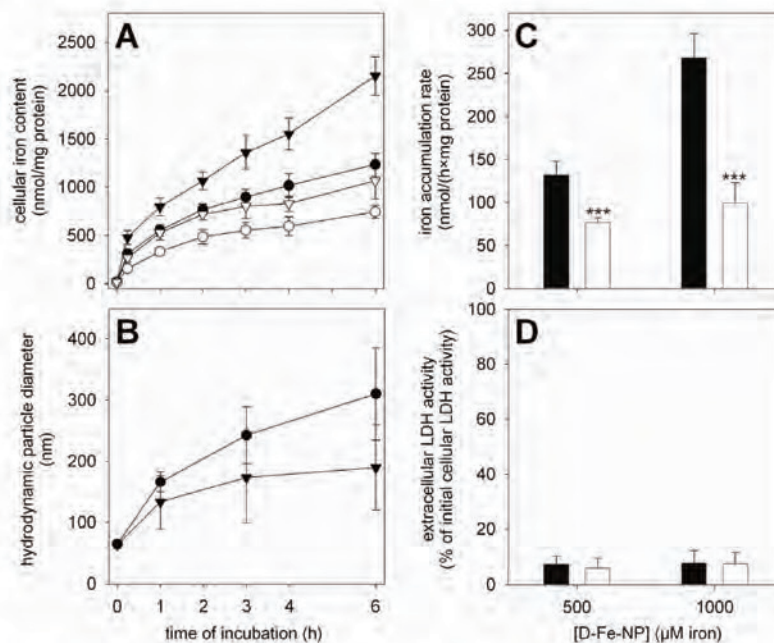 A
2500
2000
1500
1000
500
0
cellular iron content
(nmol/mg protein)
B
400
300
200
100
0
hydrodynamic particle diameter
(nm)
0 1 2 3 4 6
time of incubation (h)
C
300
250
200
150
100
50
0
iron accumulation rate
(nmol/(h×mg protein)
***
***
D
100
80
60
40
20
0
extracellular LDH activity
(% of initial cellular LDH activity)
500 1000
[D-Fe-NP] (µM iron)